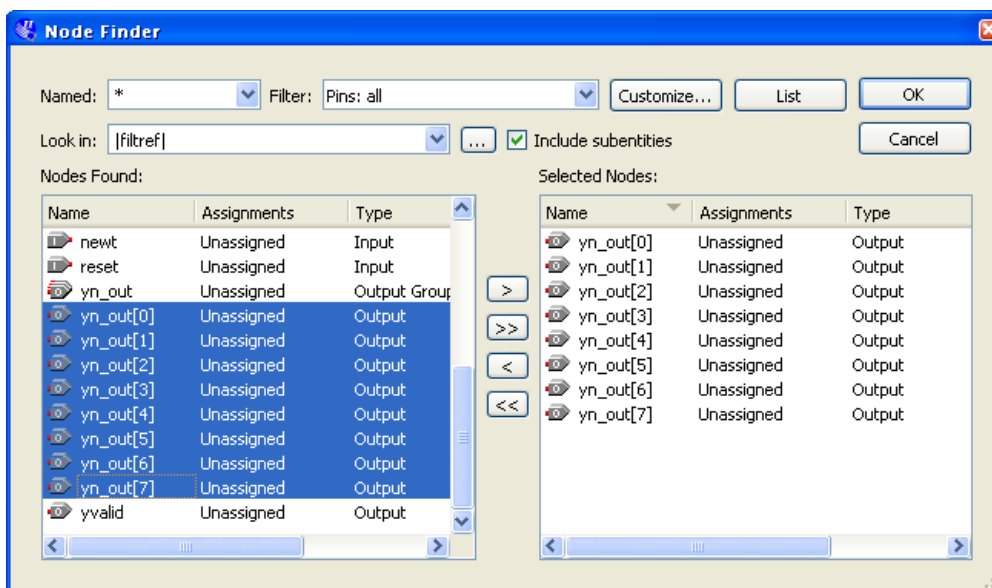 Node Finder
Named: * Filter: Pins: all Customize... List OK
Look in: |filtref| ... Include subentities Cancel
Nodes Found: Selected Nodes:
Name Assignments Type Name Assignments Type
newt Unassigned Input yn_out[0] Unassigned Output
reset Unassigned Input yn_out[1] Unassigned Output
yn_out Unassigned Output Group yn_out[2] Unassigned Output
yn_out[0] Unassigned Output yn_out[3] Unassigned Output
yn_out[1] Unassigned Output yn_out[4] Unassigned Output
yn_out[2] Unassigned Output yn_out[5] Unassigned Output
yn_out[3] Unassigned Output yn_out[6] Unassigned Output
yn_out[4] Unassigned Output yn_out[7] Unassigned Output
yn_out[5] Unassigned Output
yn_out[6] Unassigned Output
yn_out[7] Unassigned Output
yvalid Unassigned Output
>
>>
<
<<